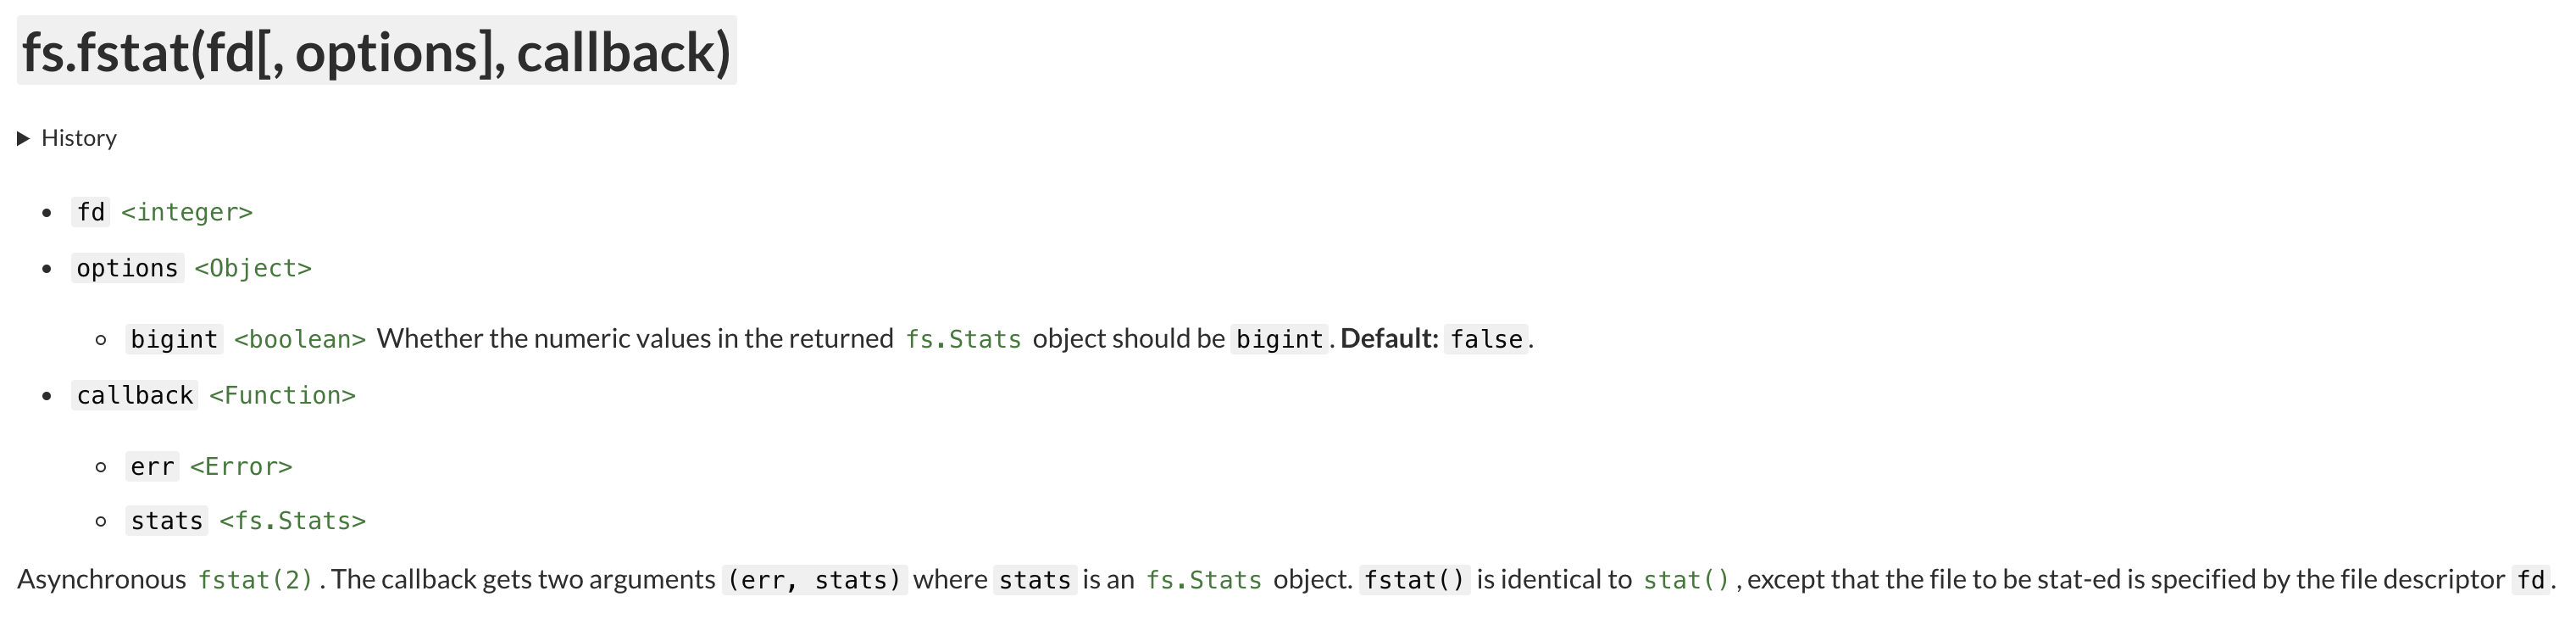 fs.fstat(fd[, options], callback)
History
fd <integer>
options <Object>
bigint <boolean> Whether the numeric values in the returned fs.Stats object should be bigint. Default: false.
callback <Function>
err <Error>
stats <fs.Stats>
Asynchronous fstat(2). The callback gets two arguments (err, stats) where stats is an fs.Stats object. fstat() is identical to stat(), except that the file to be stat-ed is specified by the file descriptor fd.